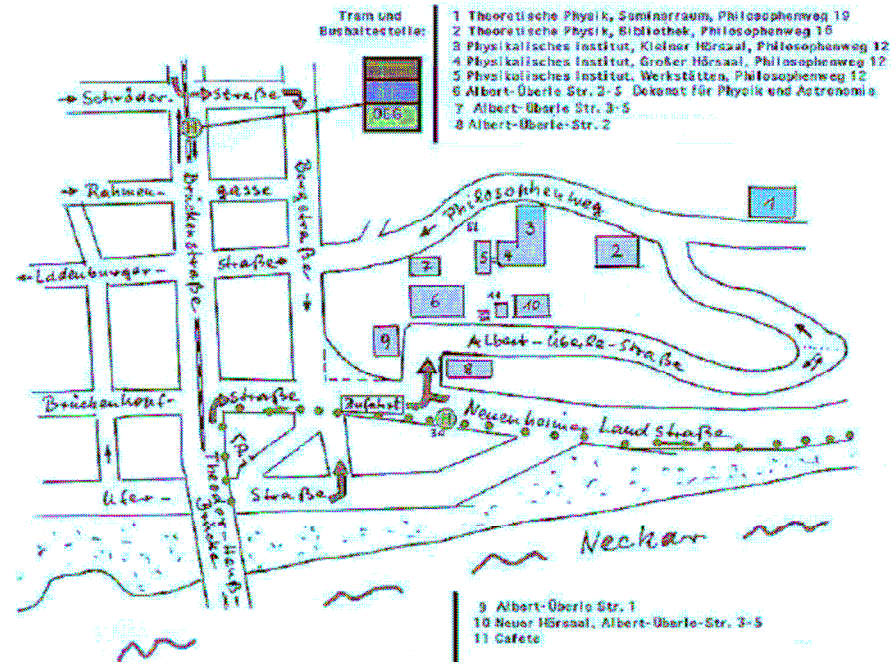 Tram und
Bushaltestelle:
OEG
1 Theoretische Physik, Seminarraum, Philosophenweg 19
2 Theoretische Physik, Bibliothek, Philosophenweg 16
3 Physikalisches Institut, Kleiner Hörsaal, Philosophenweg 12
4 Physikalisches Institut, Großer Hörsaal, Philosophenweg 12
5 Physikalisches Institut, Werkstätten, Philosophenweg 12
6 Albert-Überle Str. 3-5 Dekanat für Physik und Astronomie
7 Albert-Überle Str. 3-5
8 Albert-Überle-Str. 2
Schröder- straße
H
Brückenstraße
Bergstraße
Rahmen- gasse
Philosophenweg
1
3
2
5
4
Ladenburger- straße
7
6
11
10
9
Albert-Überle-Straße
8
Brückenkopf- straße
Zufahrt
H
Neuenheimer Landstraße
Ufer- Straße
Theodor-Heuß-
Brücke
Neckar
9 Albert-Überle Str. 1
10 Neuer Hörsaal, Albert-Überle-Str. 3-5
11 Cafete